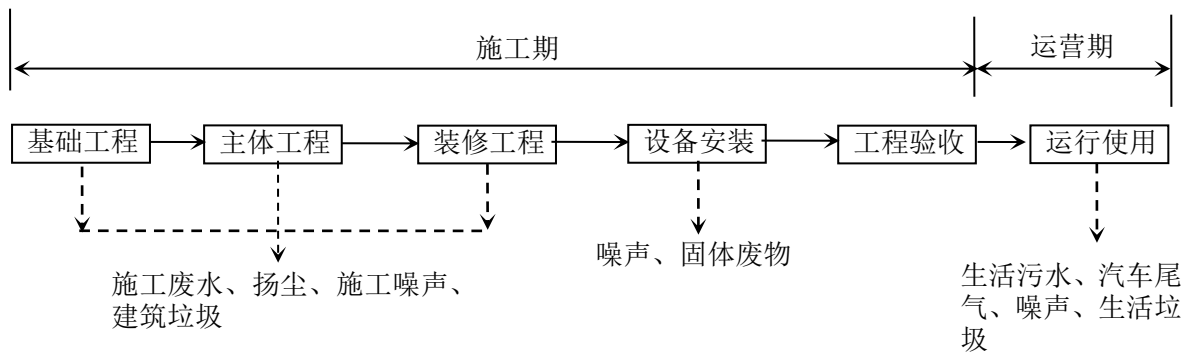 施工期
运营期
基础工程
主体工程
装修工程
设备安装
工程验收
运行使用
施工废水、扬尘、施工噪声、
建筑垃圾
噪声、固体废物
生活污水、汽车尾
气、噪声、生活垃
圾